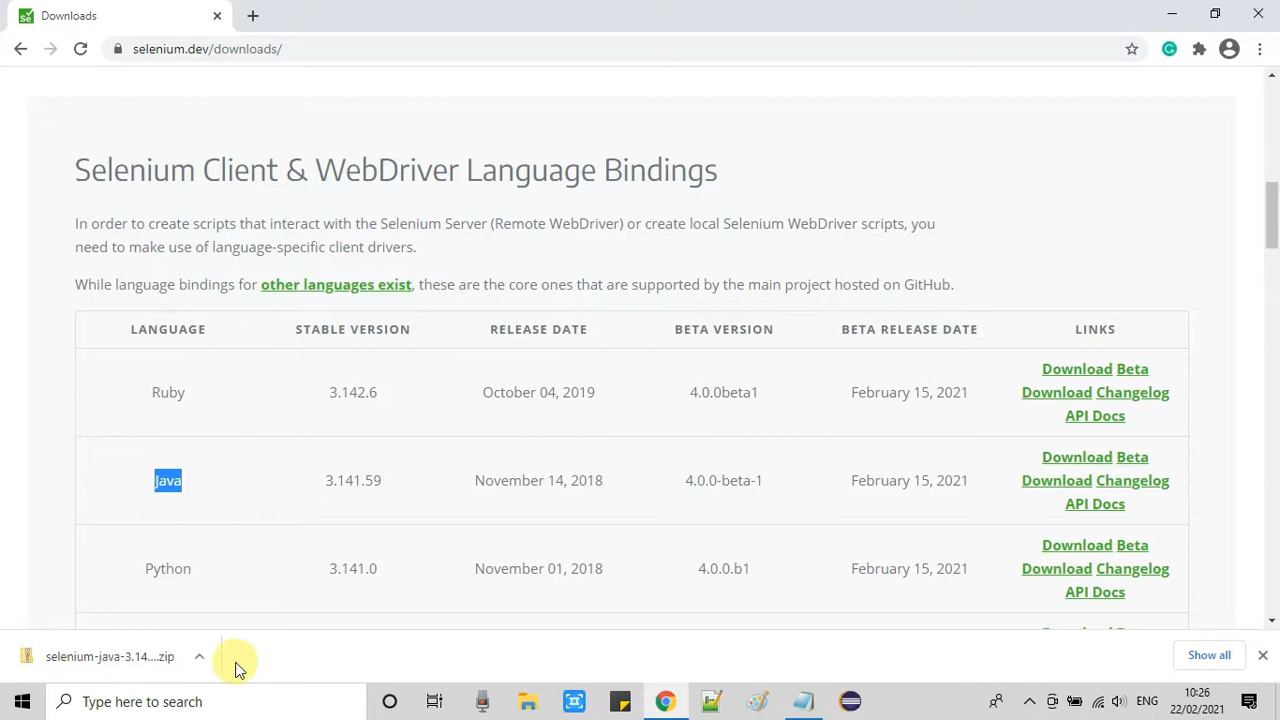 Downloads
selenium.dev/downloads/
Selenium Client & WebDriver Language Bindings
In order to create scripts that interact with the Selenium Server (Remote WebDriver) or create local Selenium WebDriver scripts, you
need to make use of language-specific client drivers.
While language bindings for other languages exist, these are the core ones that are supported by the main project hosted on GitHub.
LANGUAGE STABLE VERSION RELEASE DATE BETA VERSION BETA RELEASE DATE LINKS
Download Beta
Ruby 3.142.6 October 04, 2019 4.0.0beta1 February 15, 2021 Download Changelog
API Docs
Download Beta
Java 3.141.59 November 14, 2018 4.0.0-beta-1 February 15, 2021 Download Changelog
API Docs
Download Beta
Python 3.141.0 November 01, 2018 4.0.0.b1 February 15, 2021 Download Changelog
API Docs
selenium-java-3.14....zip Show all
Type here to search
ENG
10:26
22/02/2021